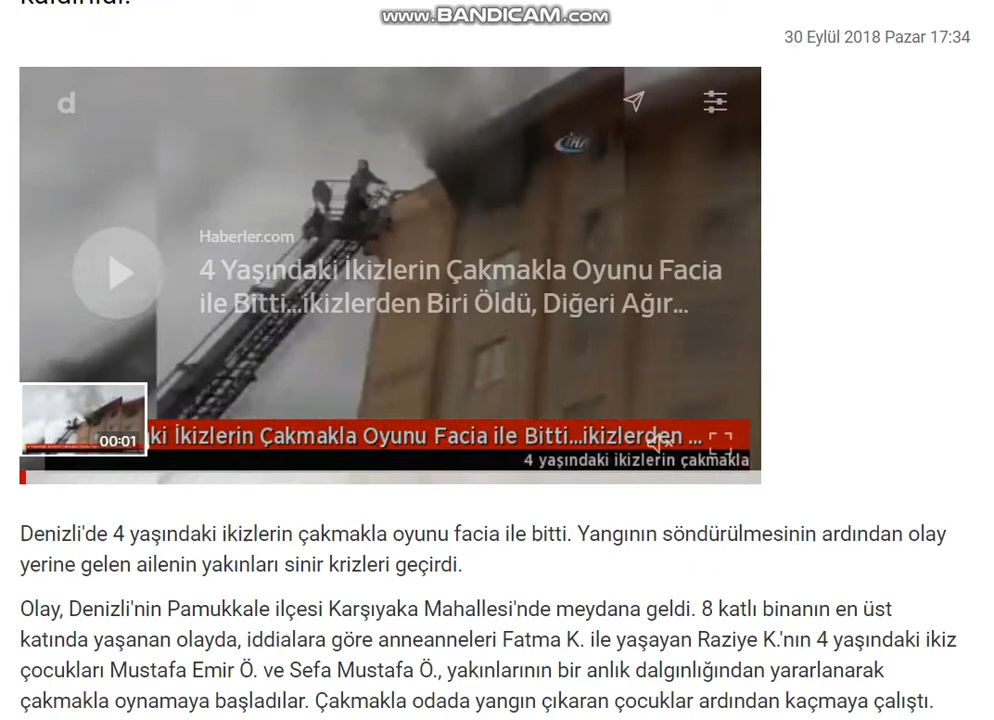 www.BANDICAM.com
30 Eylül 2018 Pazar 17:34
d
İHA
Haberler.com
4 Yaşındaki İkizlerin Çakmakla Oyunu Facia
ile Bitti...ikizlerden Biri Öldü, Diğeri Ağır...
00:01
ki İkizlerin Çakmakla Oyunu Facia ile Bitti...ikizlerden ...
4 yaşındaki ikizlerin çakmakla
Denizli'de 4 yaşındaki ikizlerin çakmakla oyunu facia ile bitti. Yangının söndürülmesinin ardından olay
yerine gelen ailenin yakınları sinir krizleri geçirdi.
Olay, Denizli'nin Pamukkale ilçesi Karşıyaka Mahallesi'nde meydana geldi. 8 katlı binanın en üst
katında yaşanan olayda, iddialara göre anneanneleri Fatma K. ile yaşayan Raziye K.'nın 4 yaşındaki ikiz
çocukları Mustafa Emir Ö. ve Sefa Mustafa Ö., yakınlarının bir anlık dalgınlığından yararlanarak
çakmakla oynamaya başladılar. Çakmakla odada yangın çıkaran çocuklar ardından kaçmaya çalıştı.